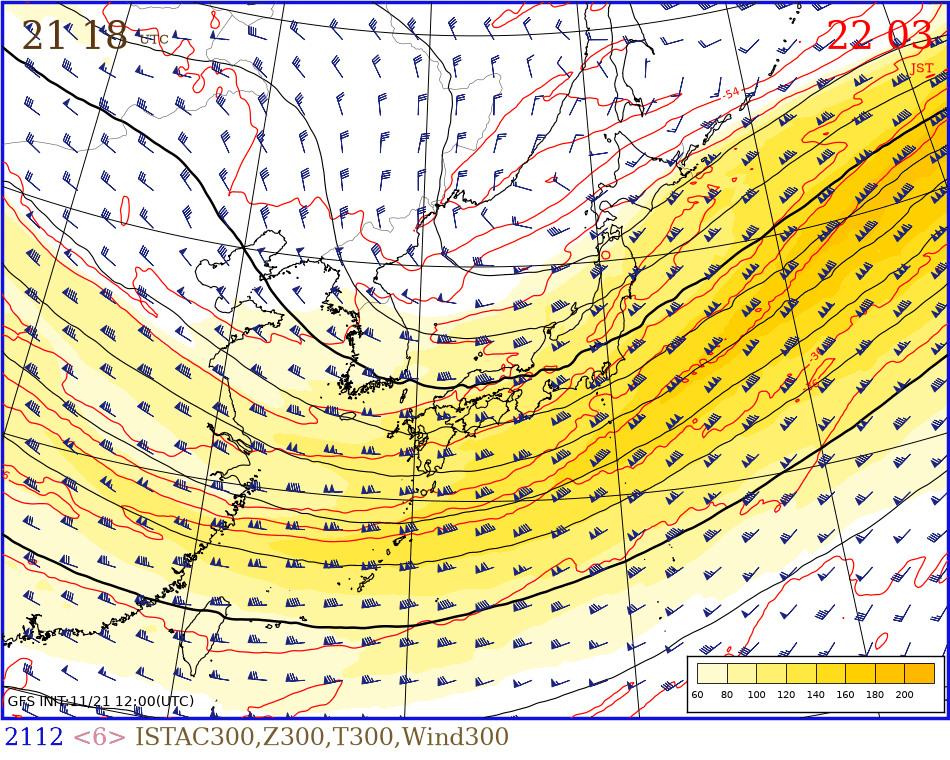 21 18 UTC
22 03
JST
-54
-36
60 80 100 120 140 160 180 200
GFS INIT:11/21 12:00(UTC)
2112 <6> ISTAC300,Z300,T300,Wind300